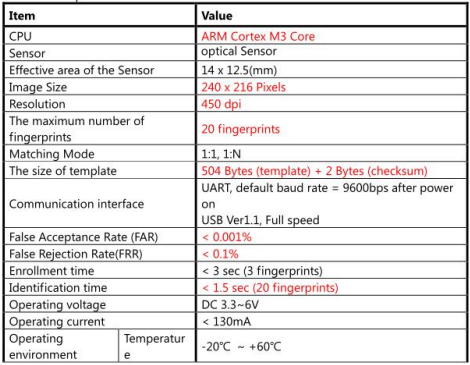 Item Value
CPU ARM Cortex M3 Core
Sensor optical Sensor
Effective area of the Sensor 14 x 12.5(mm)
Image Size 240 x 216 Pixels
Resolution 450 dpi
The maximum number of
fingerprints 20 fingerprints
Matching Mode 1:1, 1:N
The size of template 504 Bytes (template) + 2 Bytes (checksum)
Communication interface UART, default baud rate = 9600bps after power
on
USB Ver1.1, Full speed
False Acceptance Rate (FAR) < 0.001%
False Rejection Rate(FRR) < 0.1%
Enrollment time < 3 sec (3 fingerprints)
Identification time < 1.5 sec (20 fingerprints)
Operating voltage DC 3.3~6V
Operating current < 130mA
Operating
environment Temperatur
e -20℃ ~ +60℃